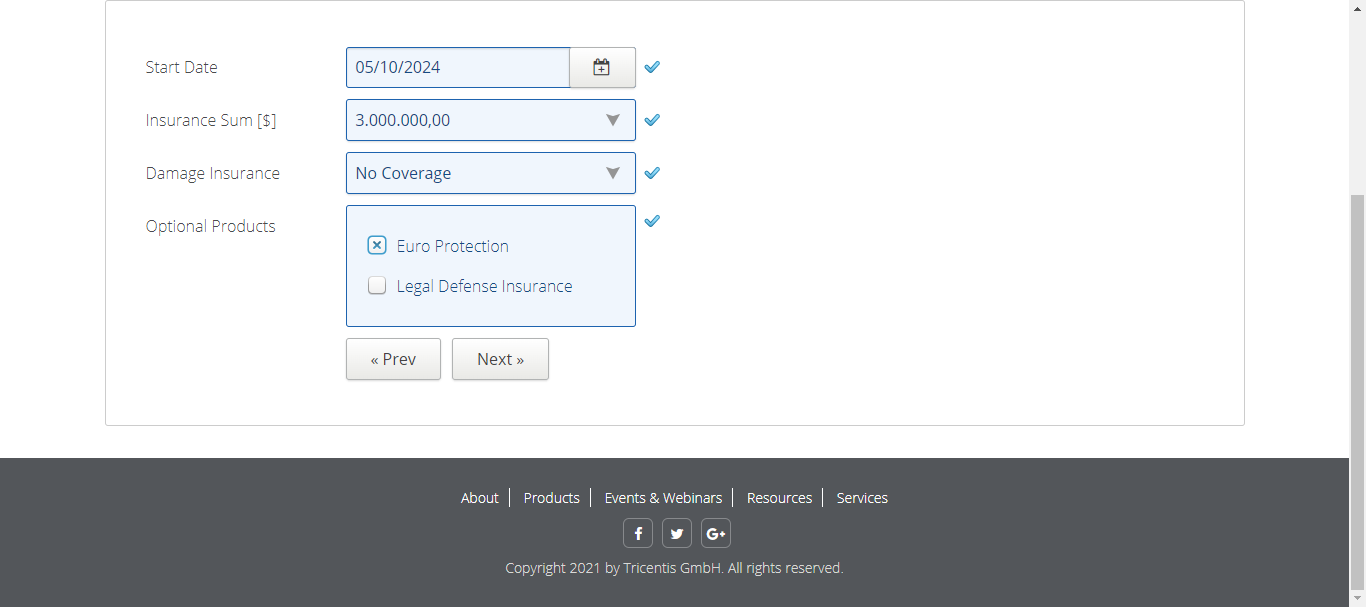 Start Date 05/10/2024
Insurance Sum [$] 3.000.000,00
Damage Insurance No Coverage
Optional Products
Euro Protection
Legal Defense Insurance
« Prev Next »
About Products Events & Webinars Resources Services
Copyright 2021 by Tricentis GmbH. All rights reserved.